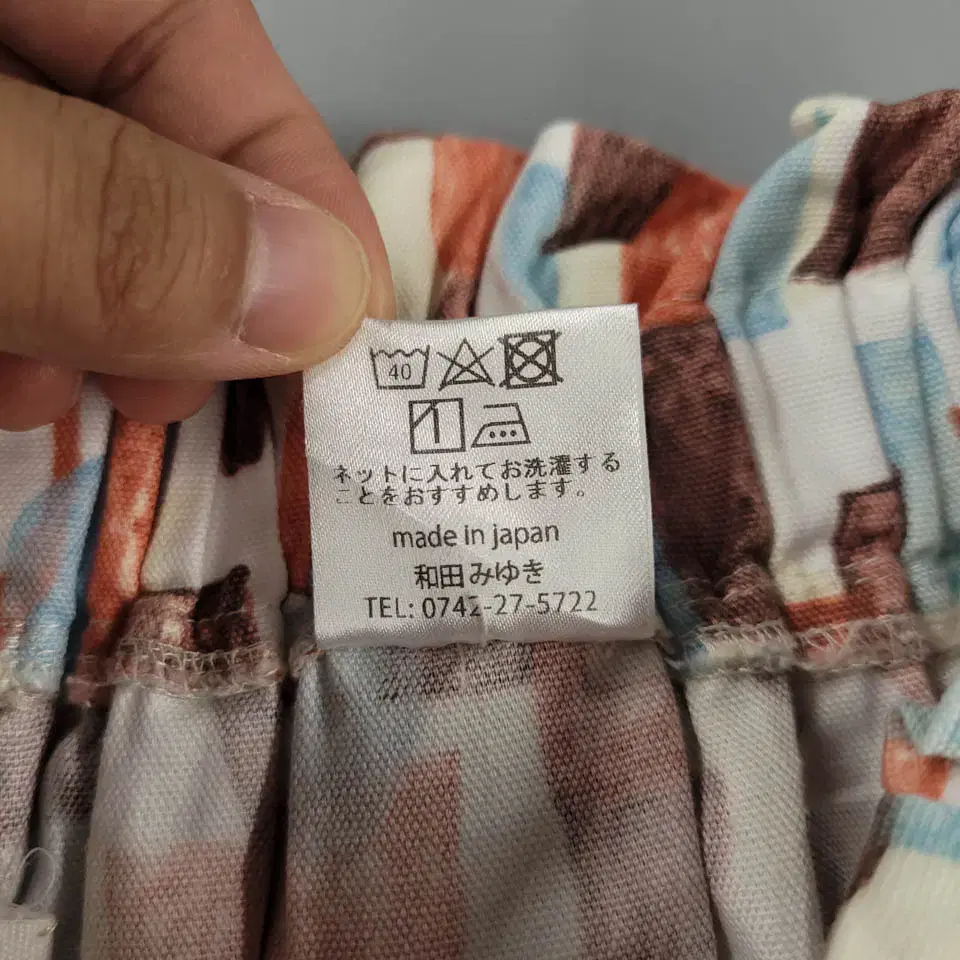 40
ネットに入れてお洗濯する
ことをおすすめします。
made in japan
和田みゆき
TEL: 0742-27-5722